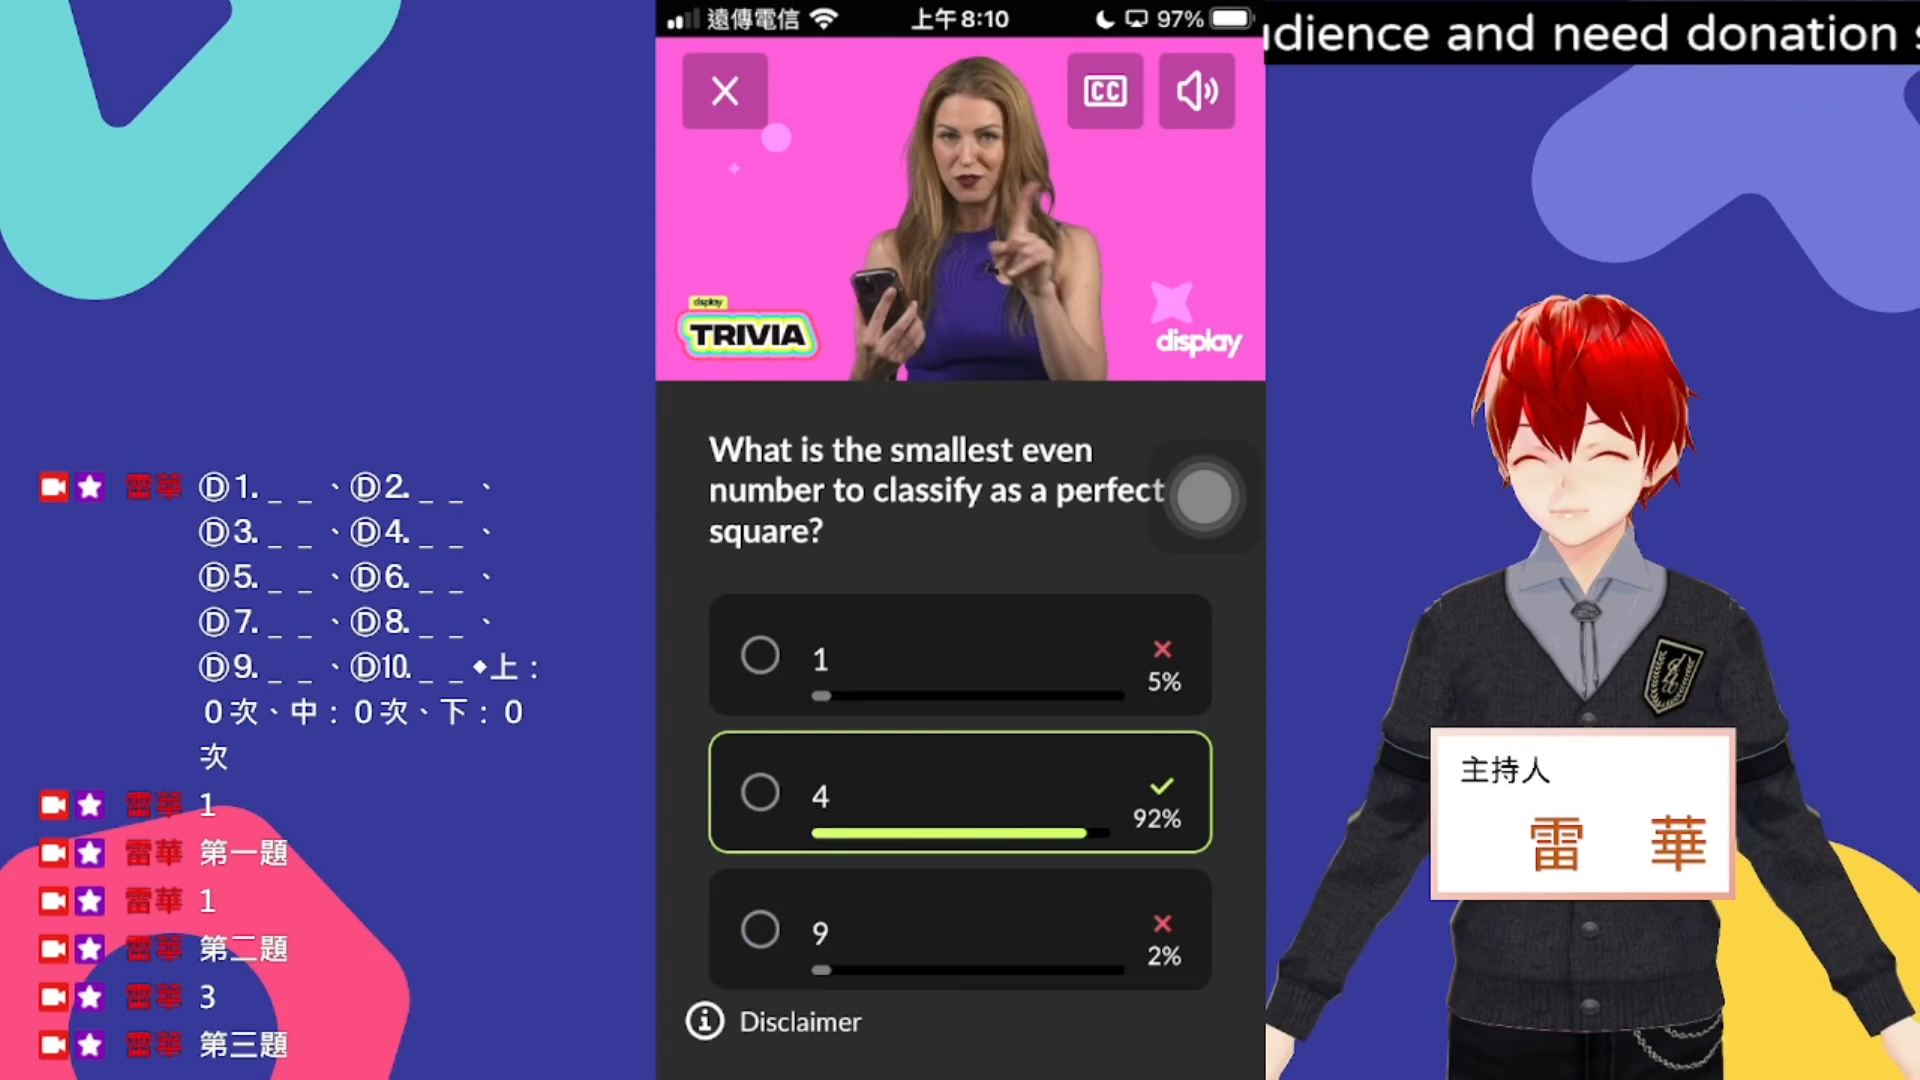 遠傳電信
上午8:10
97%
udience and need donation
CC
display
TRIVIA
display
What is the smallest even
number to classify as a perfect
square?
1
5%
4
92%
9
2%
Disclaimer
雷華 Ⓓ1. _ _ 、Ⓓ2. _ _ 、
Ⓓ3. _ _ 、Ⓓ4. _ _ 、
Ⓓ5. _ _ 、Ⓓ6. _ _ 、
Ⓓ7. _ _ 、Ⓓ8. _ _ 、
Ⓓ9. _ _ 、Ⓓ10. _ _ ◆上：
0次、中：0次、下：0
次
雷華 1
雷華 第一題
雷華 1
雷華 第二題
雷華 3
雷華 第三題
主持人
雷 華